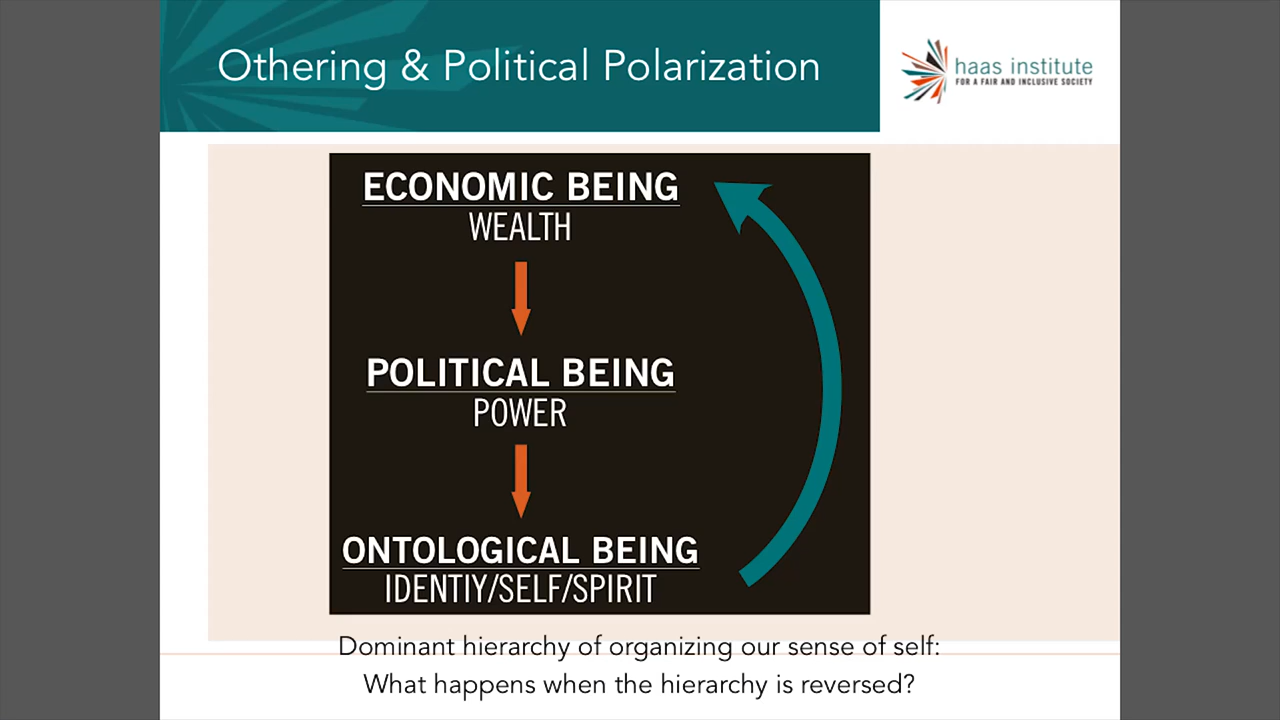 Othering & Political Polarization
haas institute
FOR A FAIR AND INCLUSIVE SOCIETY
ECONOMIC BEING
WEALTH
POLITICAL BEING
POWER
ONTOLOGICAL BEING
IDENTIY/SELF/SPIRIT
Dominant hierarchy of organizing our sense of self:
What happens when the hierarchy is reversed?